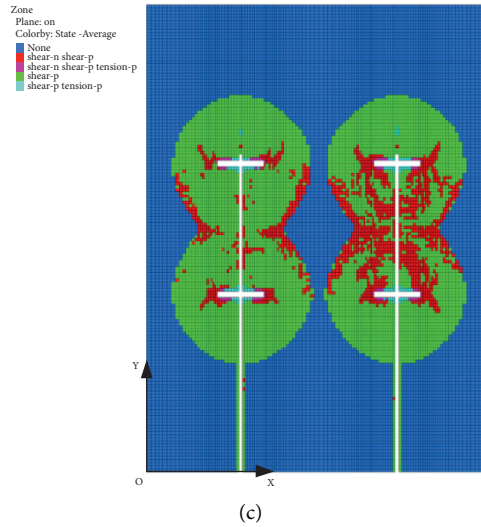 Zone
Plane: on
Colorby: State -Average
None
shear-n shear-p
shear-n shear-p tension-p
shear-p
shear-p tension-p
Y
O
X
(c)